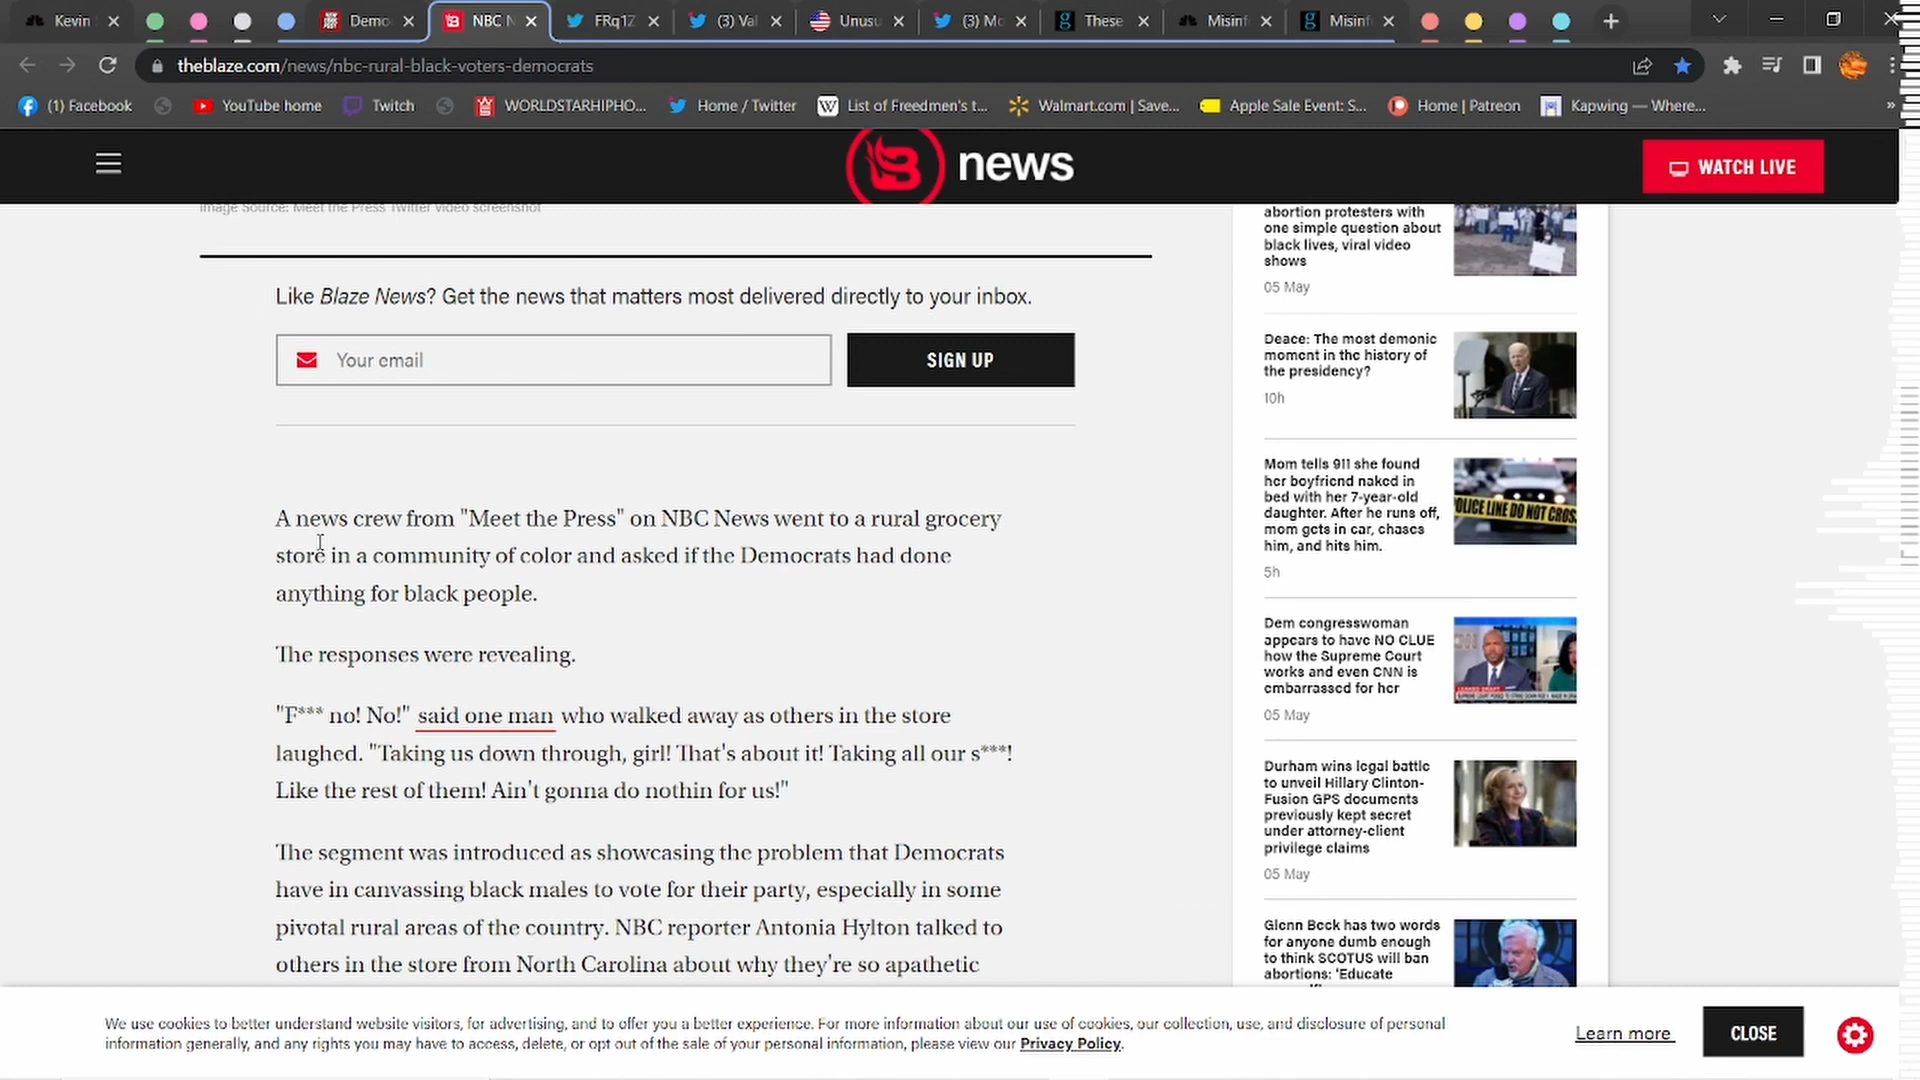 Kevin
Demo
NBC N
FRq1Z
(3) Val
Unusu
(3) Mc
These
Misinf
Misinf
theblaze.com/news/nbc-rural-black-voters-democrats
(1) Facebook
YouTube home
Twitch
WORLDSTARHIPHO...
Home / Twitter
List of Freedmen's t...
Walmart.com | Save...
Apple Sale Event: S...
Home | Patreon
Kapwing — Where...
»
B news
WATCH LIVE
Image Source: Meet the Press Twitter video screenshot
Like Blaze News? Get the news that matters most delivered directly to your inbox.
Your email
SIGN UP
A news crew from "Meet the Press" on NBC News went to a rural grocery
store in a community of color and asked if the Democrats had done
anything for black people.
The responses were revealing.
"F*** no! No!" said one man who walked away as others in the store
laughed. "Taking us down through, girl! That's about it! Taking all our s***!
Like the rest of them! Ain't gonna do nothin for us!"
The segment was introduced as showcasing the problem that Democrats
have in canvassing black males to vote for their party, especially in some
pivotal rural areas of the country. NBC reporter Antonia Hylton talked to
others in the store from North Carolina about why they're so apathetic
abortion protesters with
one simple question about
black lives, viral video
shows
05 May
Deace: The most demonic
moment in the history of
the presidency?
10h
Mom tells 911 she found
her boyfriend naked in
bed with her 7-year-old
daughter. After he runs off,
mom gets in car, chases
him, and hits him.
5h
POLICE LINE DO NOT CROS
Dem congresswoman
appears to have NO CLUE
how the Supreme Court
works and even CNN is
embarrassed for her
05 May
Durham wins legal battle
to unveil Hillary Clinton-
Fusion GPS documents
previously kept secret
under attorney-client
privilege claims
05 May
Glenn Beck has two words
for anyone dumb enough
to think SCOTUS will ban
abortions: 'Educate
We use cookies to better understand website visitors, for advertising, and to offer you a better experience. For more information about our use of cookies, our collection, use, and disclosure of personal
information generally, and any rights you may have to access, delete, or opt out of the sale of your personal information, please view our Privacy Policy.
Learn more
CLOSE